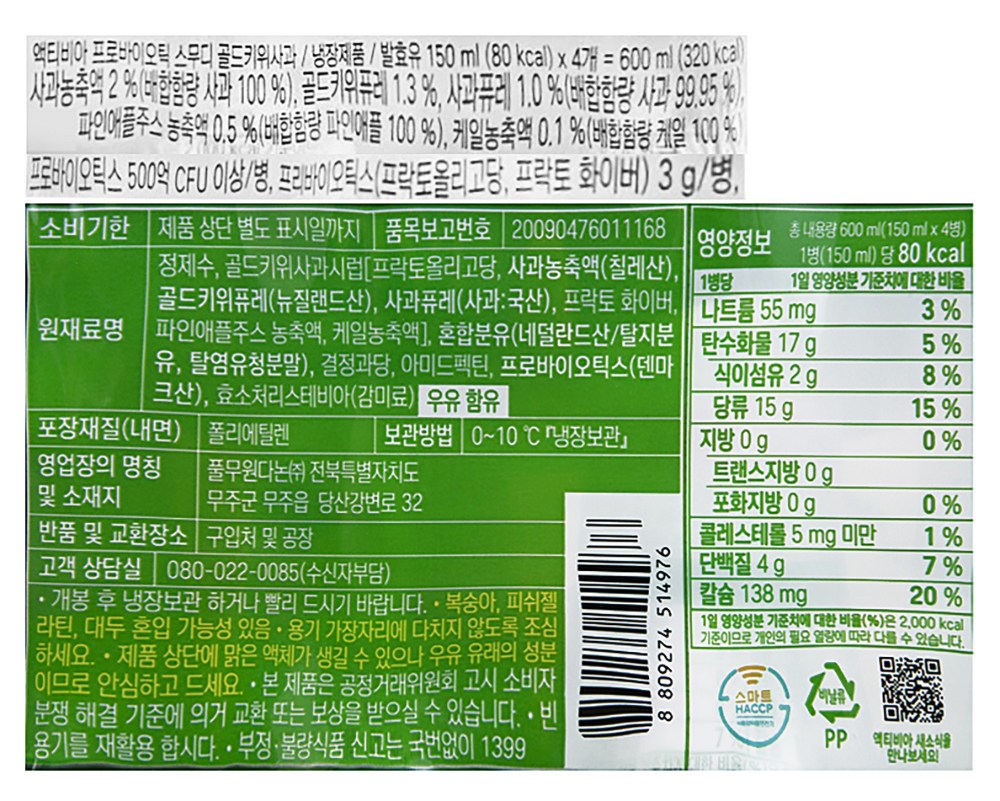 액티비아 프로바이오틱 스무디 골드키위사과 / 냉장제품 / 발효유 150 ml (80 kcal) x 4개 = 600 ml (320 kcal)
사과농축액 2 %(배합함량 사과 100 %), 골드키위퓨레 1.3 %, 사과퓨레 1.0 %(배합함량 사과 99.95 %),
파인애플주스 농축액 0.5 %(배합함량 파인애플 100 %), 케일농축액 0.1 %(배합함량 케일 100 %)
프로바이오틱스 500억 CFU 이상/병, 프리바이오틱스(프락토올리고당, 프락토 화이버) 3 g/병,
소비기한 제품 상단 별도 표시일까지 품목보고번호 20090476011168
원재료명
정제수, 골드키위사과시럽[프락토올리고당, 사과농축액(칠레산),
골드키위퓨레(뉴질랜드산), 사과퓨레(사과:국산), 프락토 화이버,
파인애플주스 농축액, 케일농축액], 혼합분유(네덜란드산/탈지분
유, 탈염유청분말), 결정과당, 아미드펙틴, 프로바이오틱스(덴마
크산), 효소처리스테비아(감미료) 우유 함유
포장재질(내면) 폴리에틸렌 보관방법 0~10 ℃『냉장보관』
영업장의 명칭 및 소재지
풀무원다논㈜ 전북특별자치도
무주군 무주읍 당산강변로 32
반품 및 교환장소 구입처 및 공장
고객 상담실 080-022-0085(수신자부담)
• 개봉 후 냉장보관 하거나 빨리 드시기 바랍니다. • 복숭아, 피쉬젤
라틴, 대두 혼입 가능성 있음 • 용기 가장자리에 다치지 않도록 조심
하세요. • 제품 상단에 맑은 액체가 생길 수 있으나 우유 유래의 성분
이므로 안심하고 드세요. • 본 제품은 공정거래위원회 고시 소비자
분쟁 해결 기준에 의거 교환 또는 보상을 받으실 수 있습니다. • 빈
용기를 재활용 합시다. • 부정·불량식품 신고는 국번없이 1399
8 809274 514976
영양정보
총 내용량 600 ml(150 ml x 4병)
1병(150 ml) 당 80 kcal
1병당 1일 영양성분 기준치에 대한 비율
나트륨 55 mg 3 %
탄수화물 17 g 5 %
식이섬유 2 g 8 %
당류 15 g 15 %
지방 0 g 0 %
트랜스지방 0 g
포화지방 0 g 0 %
콜레스테롤 5 mg 미만 1 %
단백질 4 g 7 %
칼슘 138 mg 20 %
1일 영양성분 기준치에 대한 비율(%)은 2,000 kcal
기준이므로 개인의 필요 열량에 따라 다를 수 있습니다.
스마트
HACCP
비닐류
PP
액티비아 새소식을
만나보세요!